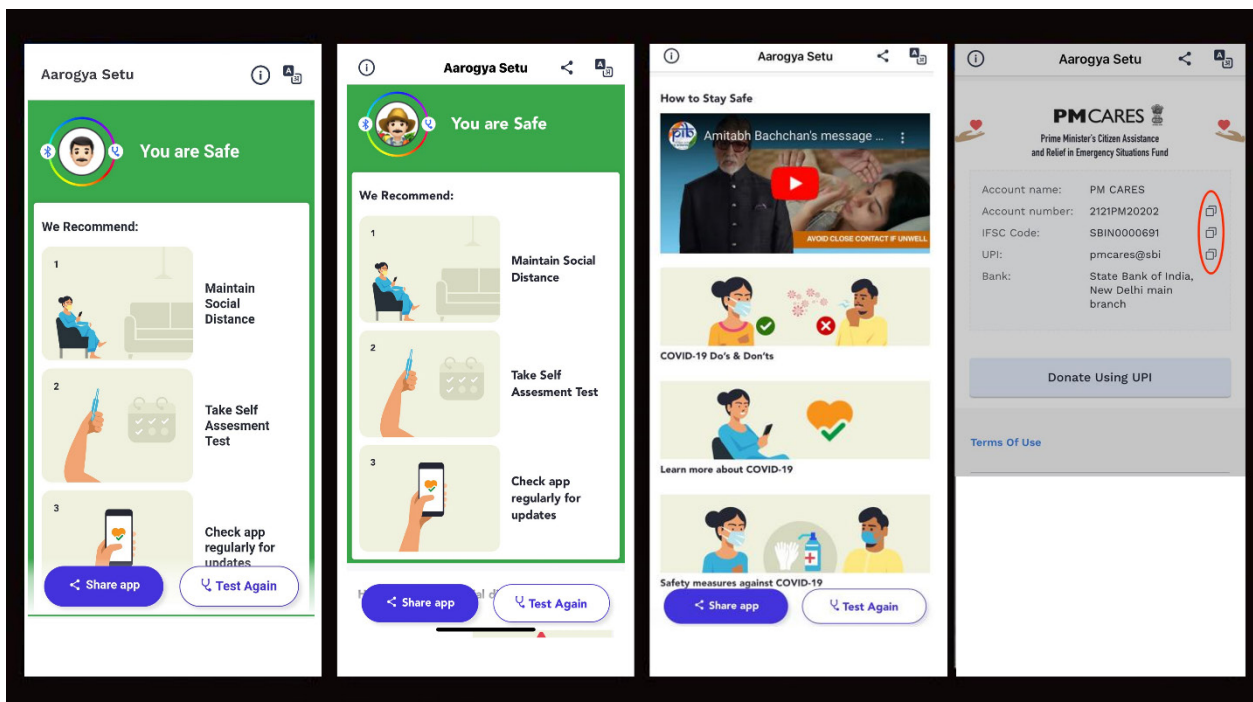 Aarogya Setu
You are Safe
We Recommend:
1
Maintain
Social
Distance
2
Take Self
Assesment
Test
3
Check app
regularly for
updates
Share app
Test Again
Aarogya Setu
You are Safe
We Recommend:
1
Maintain Social
Distance
2
Take Self
Assesment Test
3
Check app
regularly for
updates
Share app
Test Again
Aarogya Setu
How to Stay Safe
pib
Amitabh Bachchan's message ...
AVOID CLOSE CONTACT IF UNWELL
COVID-19 Do's & Don'ts
Learn more about COVID-19
Safety measures against COVID-19
Share app
Test Again
Aarogya Setu
PMCARES
Prime Minister's Citizen Assistance
and Relief in Emergency Situations Fund
Account name: PM CARES
Account number: 2121PM20202
IFSC Code: SBIN0000691
UPI: pmcares@sbi
Bank: State Bank of India,
New Delhi main
branch
Donate Using UPI
Terms Of Use